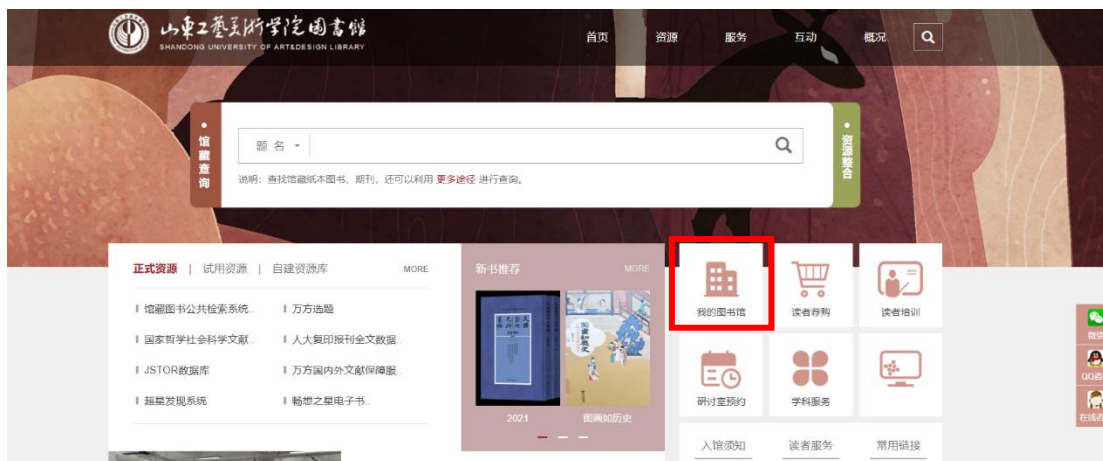 山东工艺美术学院图书馆
SHANDONG UNIVERSITY OF ART&DESIGN LIBRARY
首页 资源 服务 互动 概况
馆藏查询
题 名
资源整合
说明：查找馆藏纸本图书、期刊，还可以利用 更多途径 进行查询。
正式资源 | 试用资源 | 自建资源库 MORE
馆藏图书公共检索系统.. 万方选题
国家哲学社会科学文献.. 人大复印报刊全文数据..
JSTOR数据库 万方国内外文献保障服..
超星发现系统 畅想之星电子书..
新书推荐 MORE
2021 图画如历史
我的图书馆 读者荐购 读者培训
研讨室预约 学科服务
入馆须知 读者服务 常用链接
微信
QQ咨
在线咨